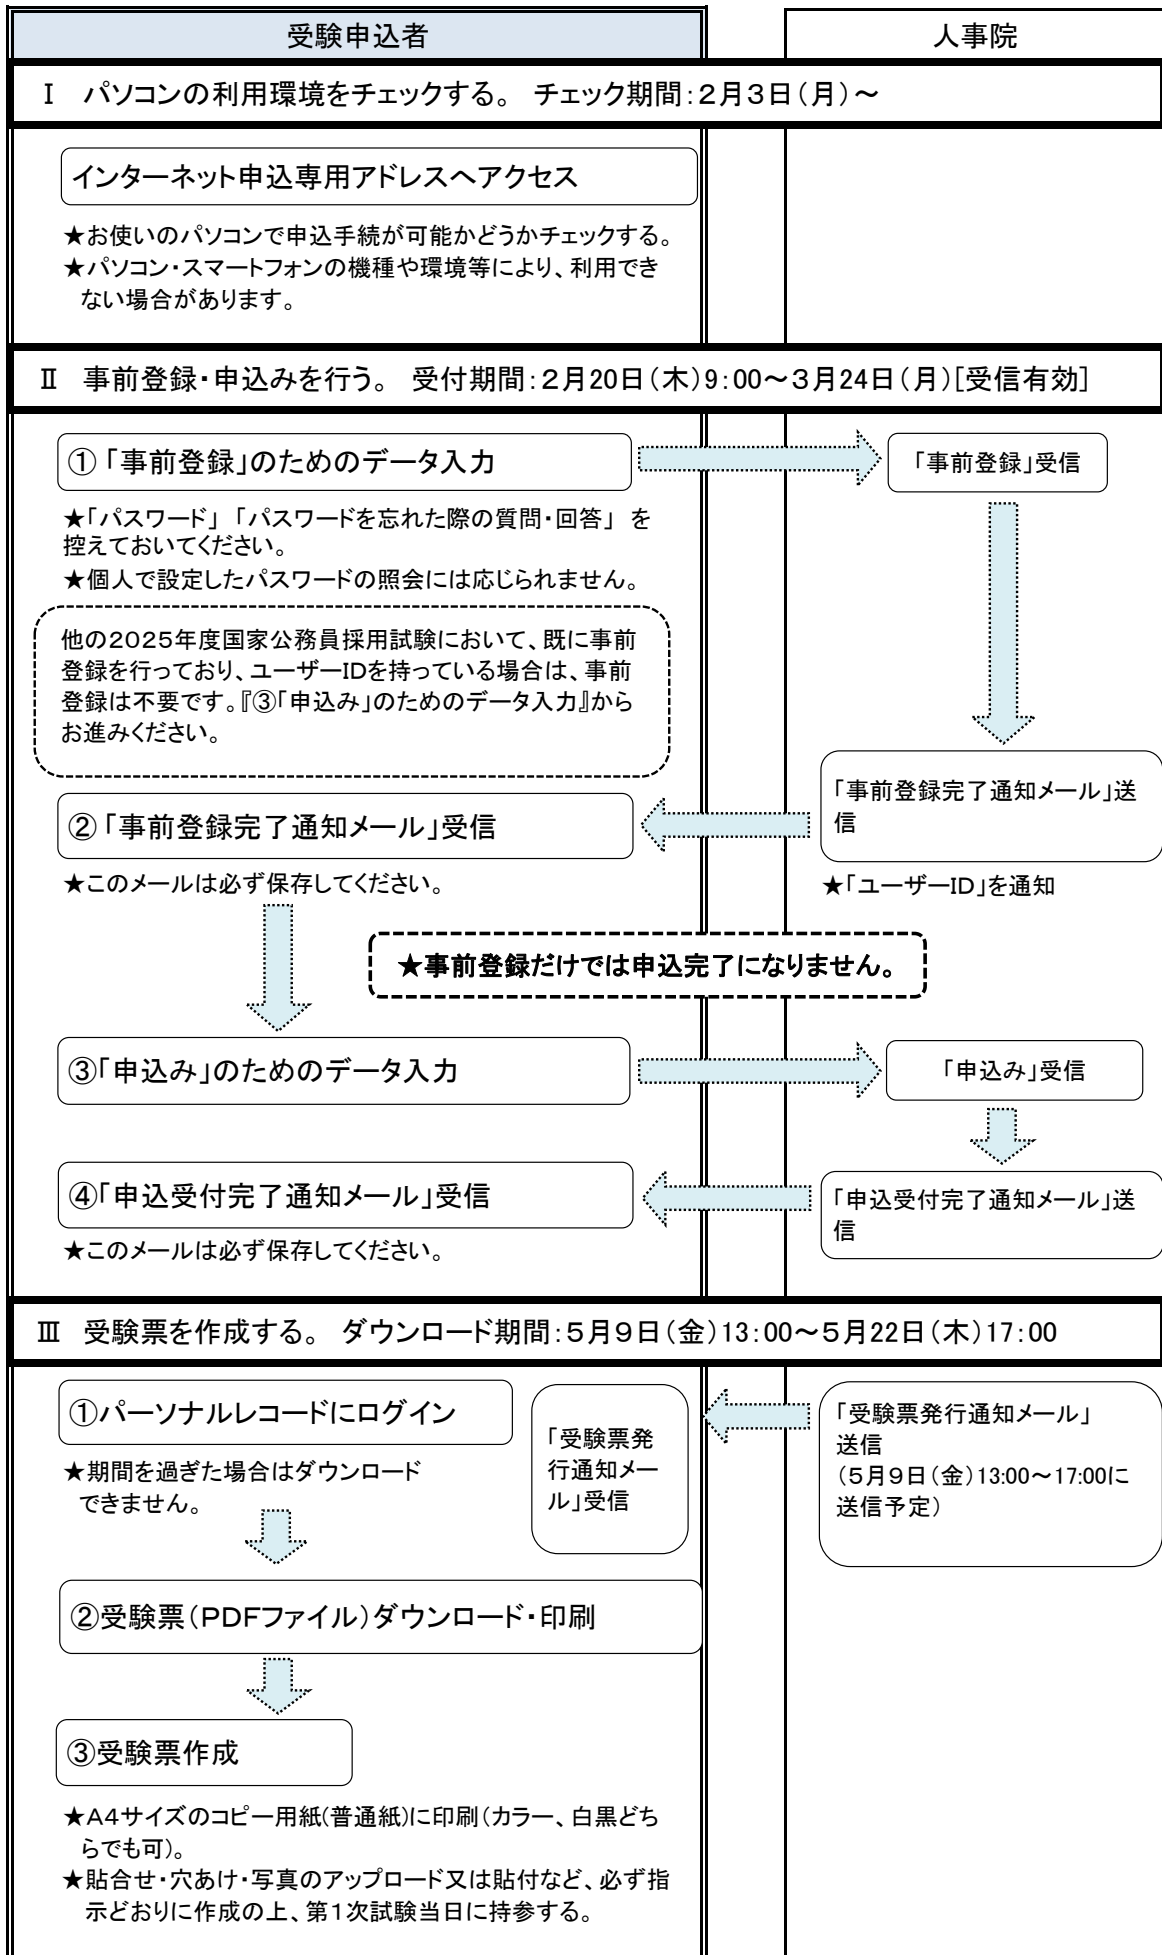 受験申込者
人事院
Ⅰ　パソコンの利用環境をチェックする。　チェック期間：２月３日（月）～
インターネット申込専用アドレスへアクセス
★お使いのパソコンで申込手続が可能かどうかチェックする。
★パソコン・スマートフォンの機種や環境等により、利用でき
ない場合があります。
Ⅱ　事前登録・申込みを行う。　受付期間：２月20日（木）9：00～３月24日（月）[受信有効]
①「事前登録」のためのデータ入力
「事前登録」受信
★「パスワード」「パスワードを忘れた際の質問・回答」を
控えておいてください。
★個人で設定したパスワードの照会には応じられません。
他の２０２５年度国家公務員採用試験において、既に事前
登録を行っており、ユーザーIDを持っている場合は、事前
登録は不要です。『③「申込み」のためのデータ入力』から
お進みください。
「事前登録完了通知メール」送
信
②「事前登録完了通知メール」受信
★このメールは必ず保存してください。
★「ユーザーID」を通知
★事前登録だけでは申込完了になりません。
③「申込み」のためのデータ入力
「申込み」受信
④「申込受付完了通知メール」受信
「申込受付完了通知メール」送
信
★このメールは必ず保存してください。
Ⅲ　受験票を作成する。　ダウンロード期間：５月９日（金）13：00～５月22日（木）17：00
①パーソナルレコードにログイン
★期間を過ぎた場合はダウンロード
できません。
「受験票発
行通知メー
ル」受信
「受験票発行通知メール」
送信
（５月９日（金）13:00～17:00に
送信予定）
②受験票（ＰＤＦファイル）ダウンロード・印刷
③受験票作成
★Ａ４サイズのコピー用紙(普通紙)に印刷（カラー、白黒どち
らでも可）。
★貼合せ・穴あけ・写真のアップロード又は貼付など、必ず指
示どおりに作成の上、第１次試験当日に持参する。